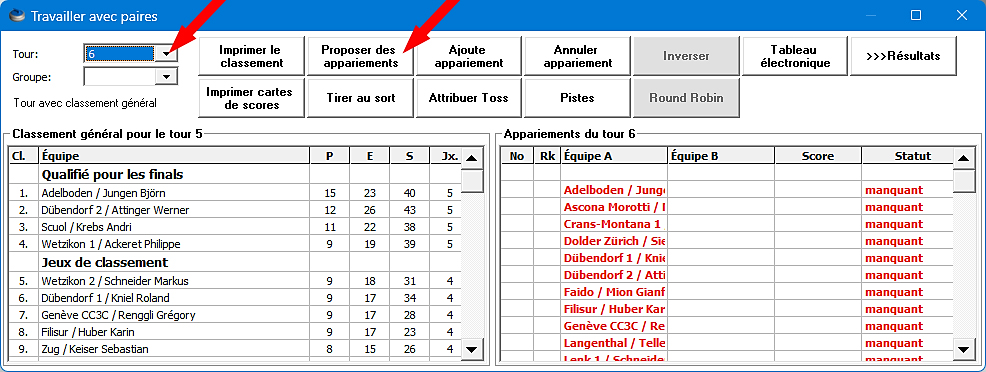 Travailler avec paires
Tour: 6
Groupe:
Tour avec classement général
Imprimer le classement
Proposer des appariements
Ajoute appariement
Annuler appariement
Inverser
Tableau électronique
>>>Résultats
Imprimer cartes de scores
Tirer au sort
Attribuer Toss
Pistes
Round Robin
Classement général pour le tour 5
Cl. Équipe P E S Jx.
Qualifié pour les finals
1. Adelboden / Jungen Björn 15 23 40 5
2. Dübendorf 2 / Attinger Werner 12 26 43 5
3. Scuol / Krebs Andri 11 22 38 5
4. Wetzikon 1 / Ackeret Philippe 9 19 39 5
Jeux de classement
5. Wetzikon 2 / Schneider Markus 9 18 31 4
6. Dübendorf 1 / Kniel Roland 9 17 34 4
7. Genève CC3C / Renggli Grégory 9 17 28 4
8. Filisur / Huber Karin 9 17 23 4
9. Zug / Keiser Sebastian 8 15 26 4
Appariements du tour 6
No Rk Équipe A Équipe B Score Statut
Adelboden / Junge manquant
Ascona Morotti / manquant
Crans-Montana 1 manquant
Dolder Zürich / Sie manquant
Dübendorf 1 / Knie manquant
Dübendorf 2 / Atti manquant
Faido / Mion Gianf manquant
Filisur / Huber Kar manquant
Genève CC3C / Re manquant
Langenthal / Telle manquant
Lenk 1 / Schneide manquant